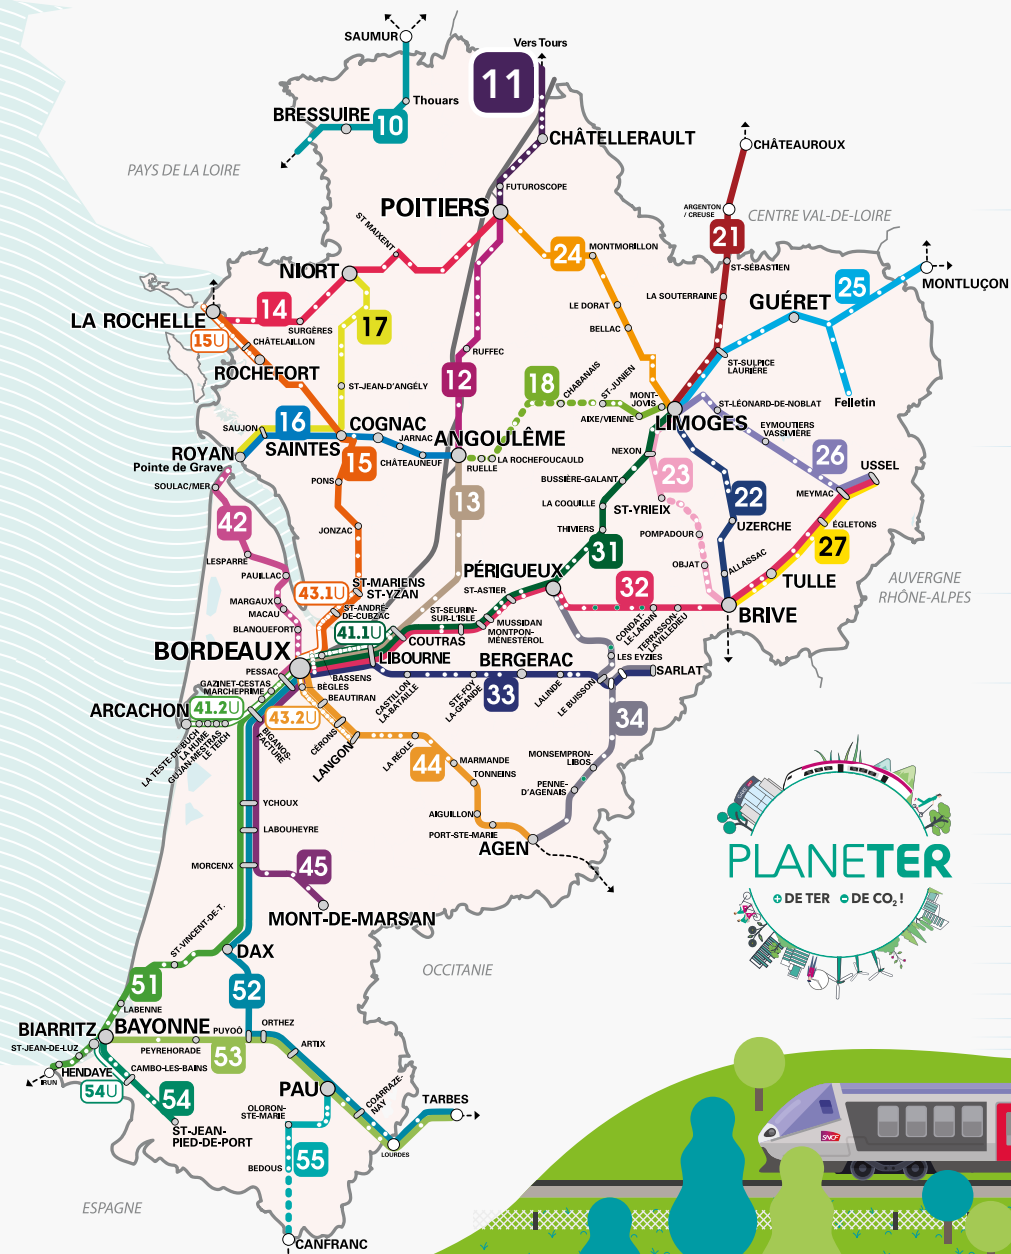 SAUMUR
Vers Tours
11
Thouars
BRESSUIRE
10
CHÂTELLERAULT
CHÂTEAUROUX
PAYS DE LA LOIRE
FUTUROSCOPE
POITIERS
ARGENTON
/ CREUSE
CENTRE VAL-DE-LOIRE
ST MAIXENT
24
MONTMORILLON
21
ST-SÉBASTIEN
NIORT
MONTLUÇON
LA SOUTERRAINE
GUÉRET
25
LE DORAT
14
17
LA ROCHELLE
SURGÈRES
BELLAC
15U
CHÂTELAILLON
RUFFEC
ST-SULPICE
LAURIÈRE
ROCHEFORT
12
18
CHABANAIS
ST-JUNIEN
ST-JEAN-D'ANGÉLY
MONT-
JOVIS
ST-LÉONARD-DE-NOBLAT
Felletin
AIXE/VIENNE
LIMOGES
SAUJON
16
COGNAC
JARNAC
ANGOULÊME
EYMOUTIERS
VASSIVIÈRE
ROYAN
SAINTES
CHÂTEAUNEUF
LA ROCHEFOUCAULD
RUELLE
NEXON
26
Pointe de Grave
15
USSEL
SOULAC/MER
PONS
BUSSIÈRE-GALANT
23
MEYMAC
13
22
LA COQUILLE
ST-YRIEIX
42
JONZAC
THIVIERS
UZERCHE
ÉGLETONS
POMPADOUR
27
31
LESPARRE
ALLASSAC
OBJAT
PÉRIGUEUX
PAUILLAC
ST-MARIENS
ST-YZAN
TULLE
AUVERGNE
RHÔNE-ALPES
43.1U
ST-ASTIER
32
MARGAUX
MACAU
ST-ANDRÉ-
DE-CUBZAC
ST-SEURIN-
SUR-L'ISLE
BRIVE
BLANQUEFORT
41.1U
MUSSIDAN
MONTPON-
MÉNESTÉROL
CONDAT-
LE-LARDIN
TERRASSON-
LAVILLEDIEU
COUTRAS
BORDEAUX
LIBOURNE
BERGERAC
LES EYZIES
PESSAC
BASSENS
SARLAT
GAZINET-CESTAS
MARCHEPRIME
BÈGLES
BEAUTIRAN
CASTILLON
LA-BATAILLE
STE-FOY-
LA-GRANDE
33
LALINDE
LE BUISSON
ARCACHON
41.2U
43.2U
34
LA TESTE-DE-BUCH
LA HUME
GUJAN-MESTRAS
LE TEICH
BIGANOS-
FACTURE
CÉRONS
LANGON
LA RÉOLE
44
MARMANDE
MONSEMPRON-
LIBOS
TONNEINS
PENNE-
D'AGENAIS
YCHOUX
AIGUILLON
LABOUHEYRE
PORT-STE-MARIE
AGEN
MORCENX
45
PLANETER
+ DE TER - DE CO₂ !
MONT-DE-MARSAN
ST-VINCENT-DE-T.
DAX
OCCITANIE
51
52
LABENNE
BIARRITZ
BAYONNE
PUYOÔ
ORTHEZ
ST-JEAN-DE-LUZ
PEYREHORADE
53
ARTIX
HENDAYE
CAMBO-LES-BAINS
IRUN
54U
54
PAU
COARRAZE-
NAY
TARBES
OLORON-
STE-MARIE
ST-JEAN-
PIED-DE-PORT
LOURDES
55
BEDOUS
SNCF
ESPAGNE
CANFRANC